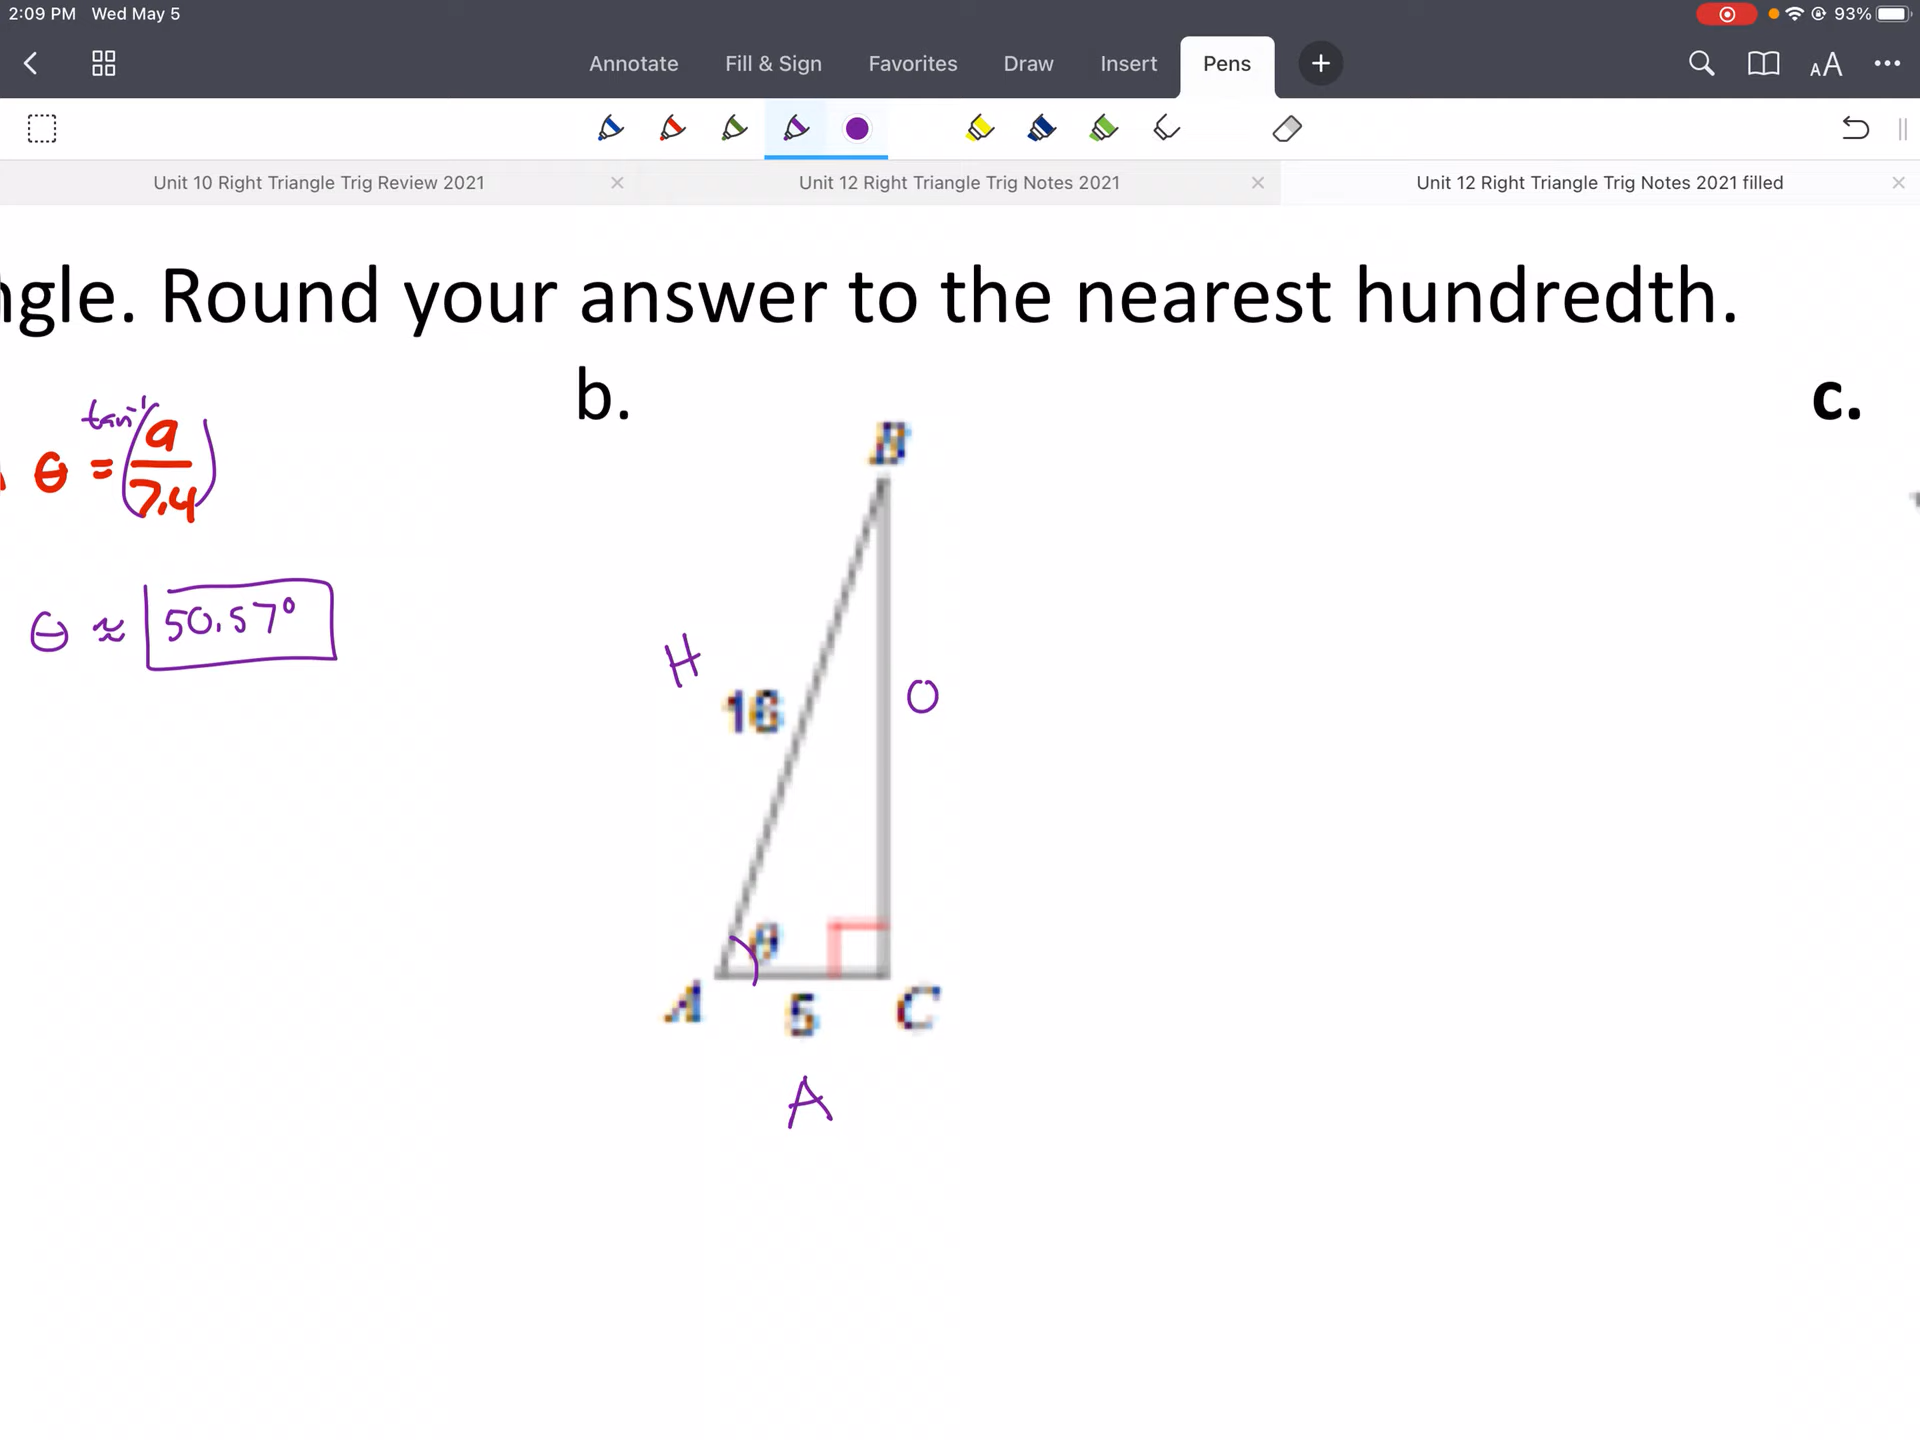 2:09 PM Wed May 5
93%
Annotate Fill & Sign Favorites Draw Insert Pens
AA
Unit 10 Right Triangle Trig Review 2021
Unit 12 Right Triangle Trig Notes 2021
Unit 12 Right Triangle Trig Notes 2021 filled
ngle. Round your answer to the nearest hundredth.
b.
c.
tan⁻¹
θ = (9/7.4)
θ ≈ 50.57°
B
H
16
O
θ
A
5
C
A